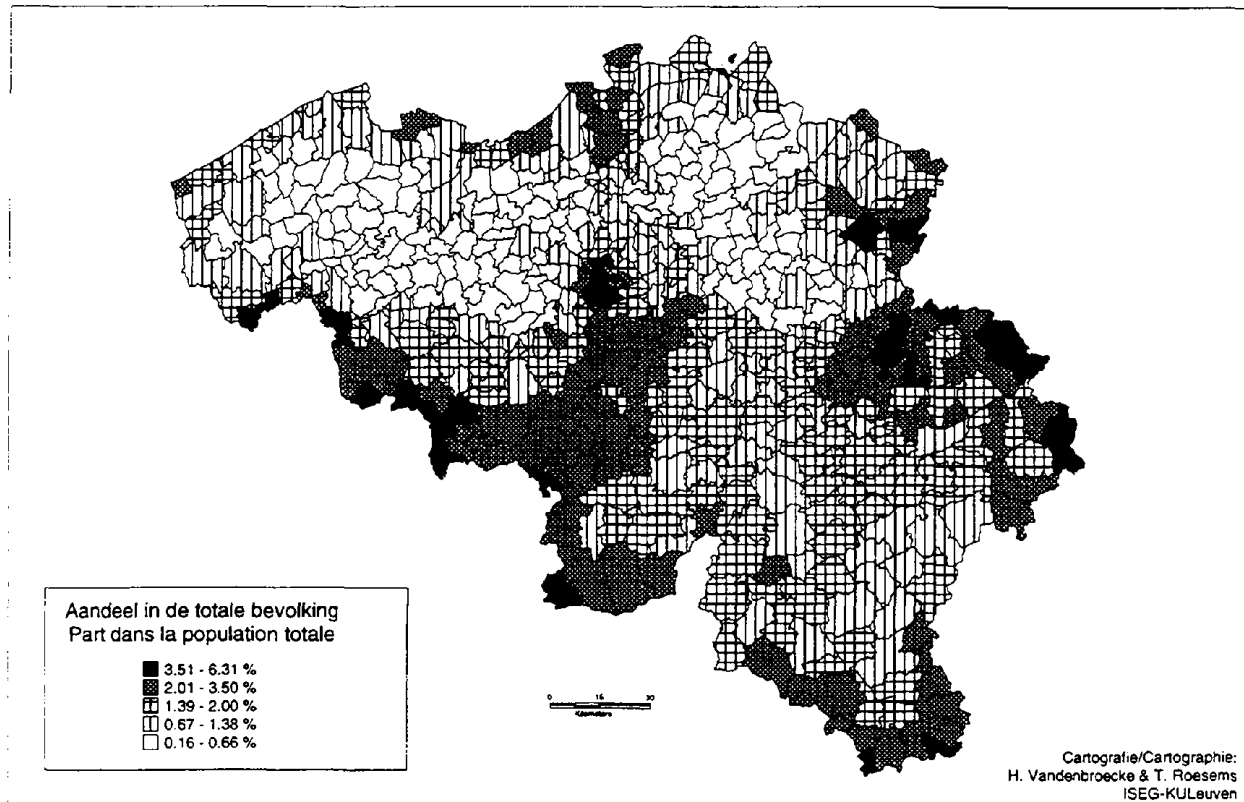 Aandeel in de totale bevolking
Part dans la population totale
3.51 - 6.31 %
2.01 - 3.50 %
1.39 - 2.00 %
0.67 - 1.38 %
0.16 - 0.66 %
0 15 30
Kilometers
Cartografie/Cartographie:
H. Vandenbroecke & T. Roesems
ISEG-KULeuven